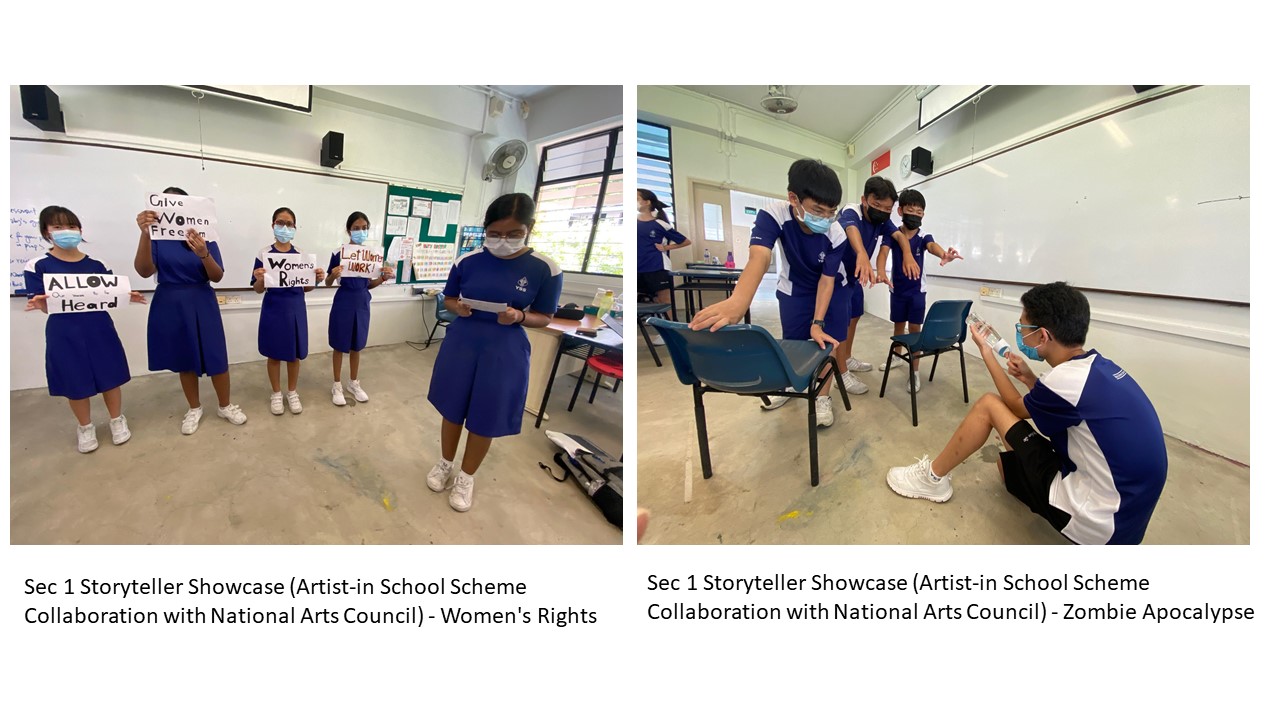 Give
Women
Freedom
ALLOW
Heard
Women's
Rights
Let Women
WORK!
Sec 1 Storyteller Showcase (Artist-in School Scheme
Collaboration with National Arts Council) - Women's Rights
Sec 1 Storyteller Showcase (Artist-in School Scheme
Collaboration with National Arts Council) - Zombie Apocalypse